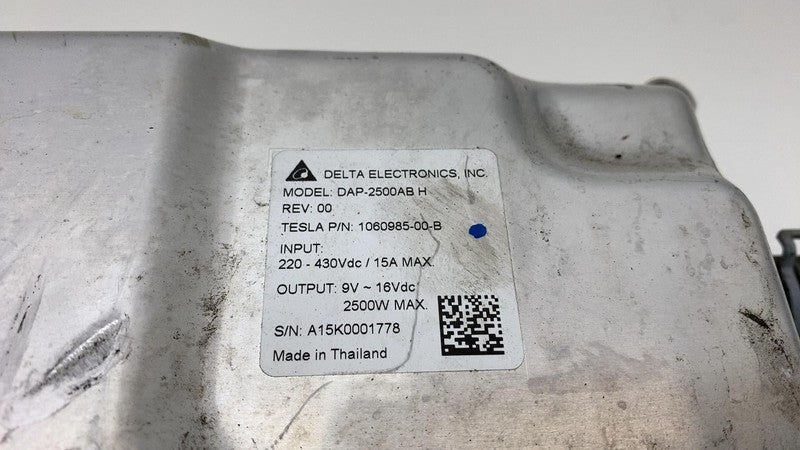 DELTA ELECTRONICS, INC.
MODEL: DAP-2500AB H
REV: 00
TESLA P/N: 1060985-00-B
INPUT:
220 - 430Vdc / 15A MAX.
OUTPUT: 9V ~ 16Vdc
2500W MAX.
S/N: A15K0001778
Made in Thailand